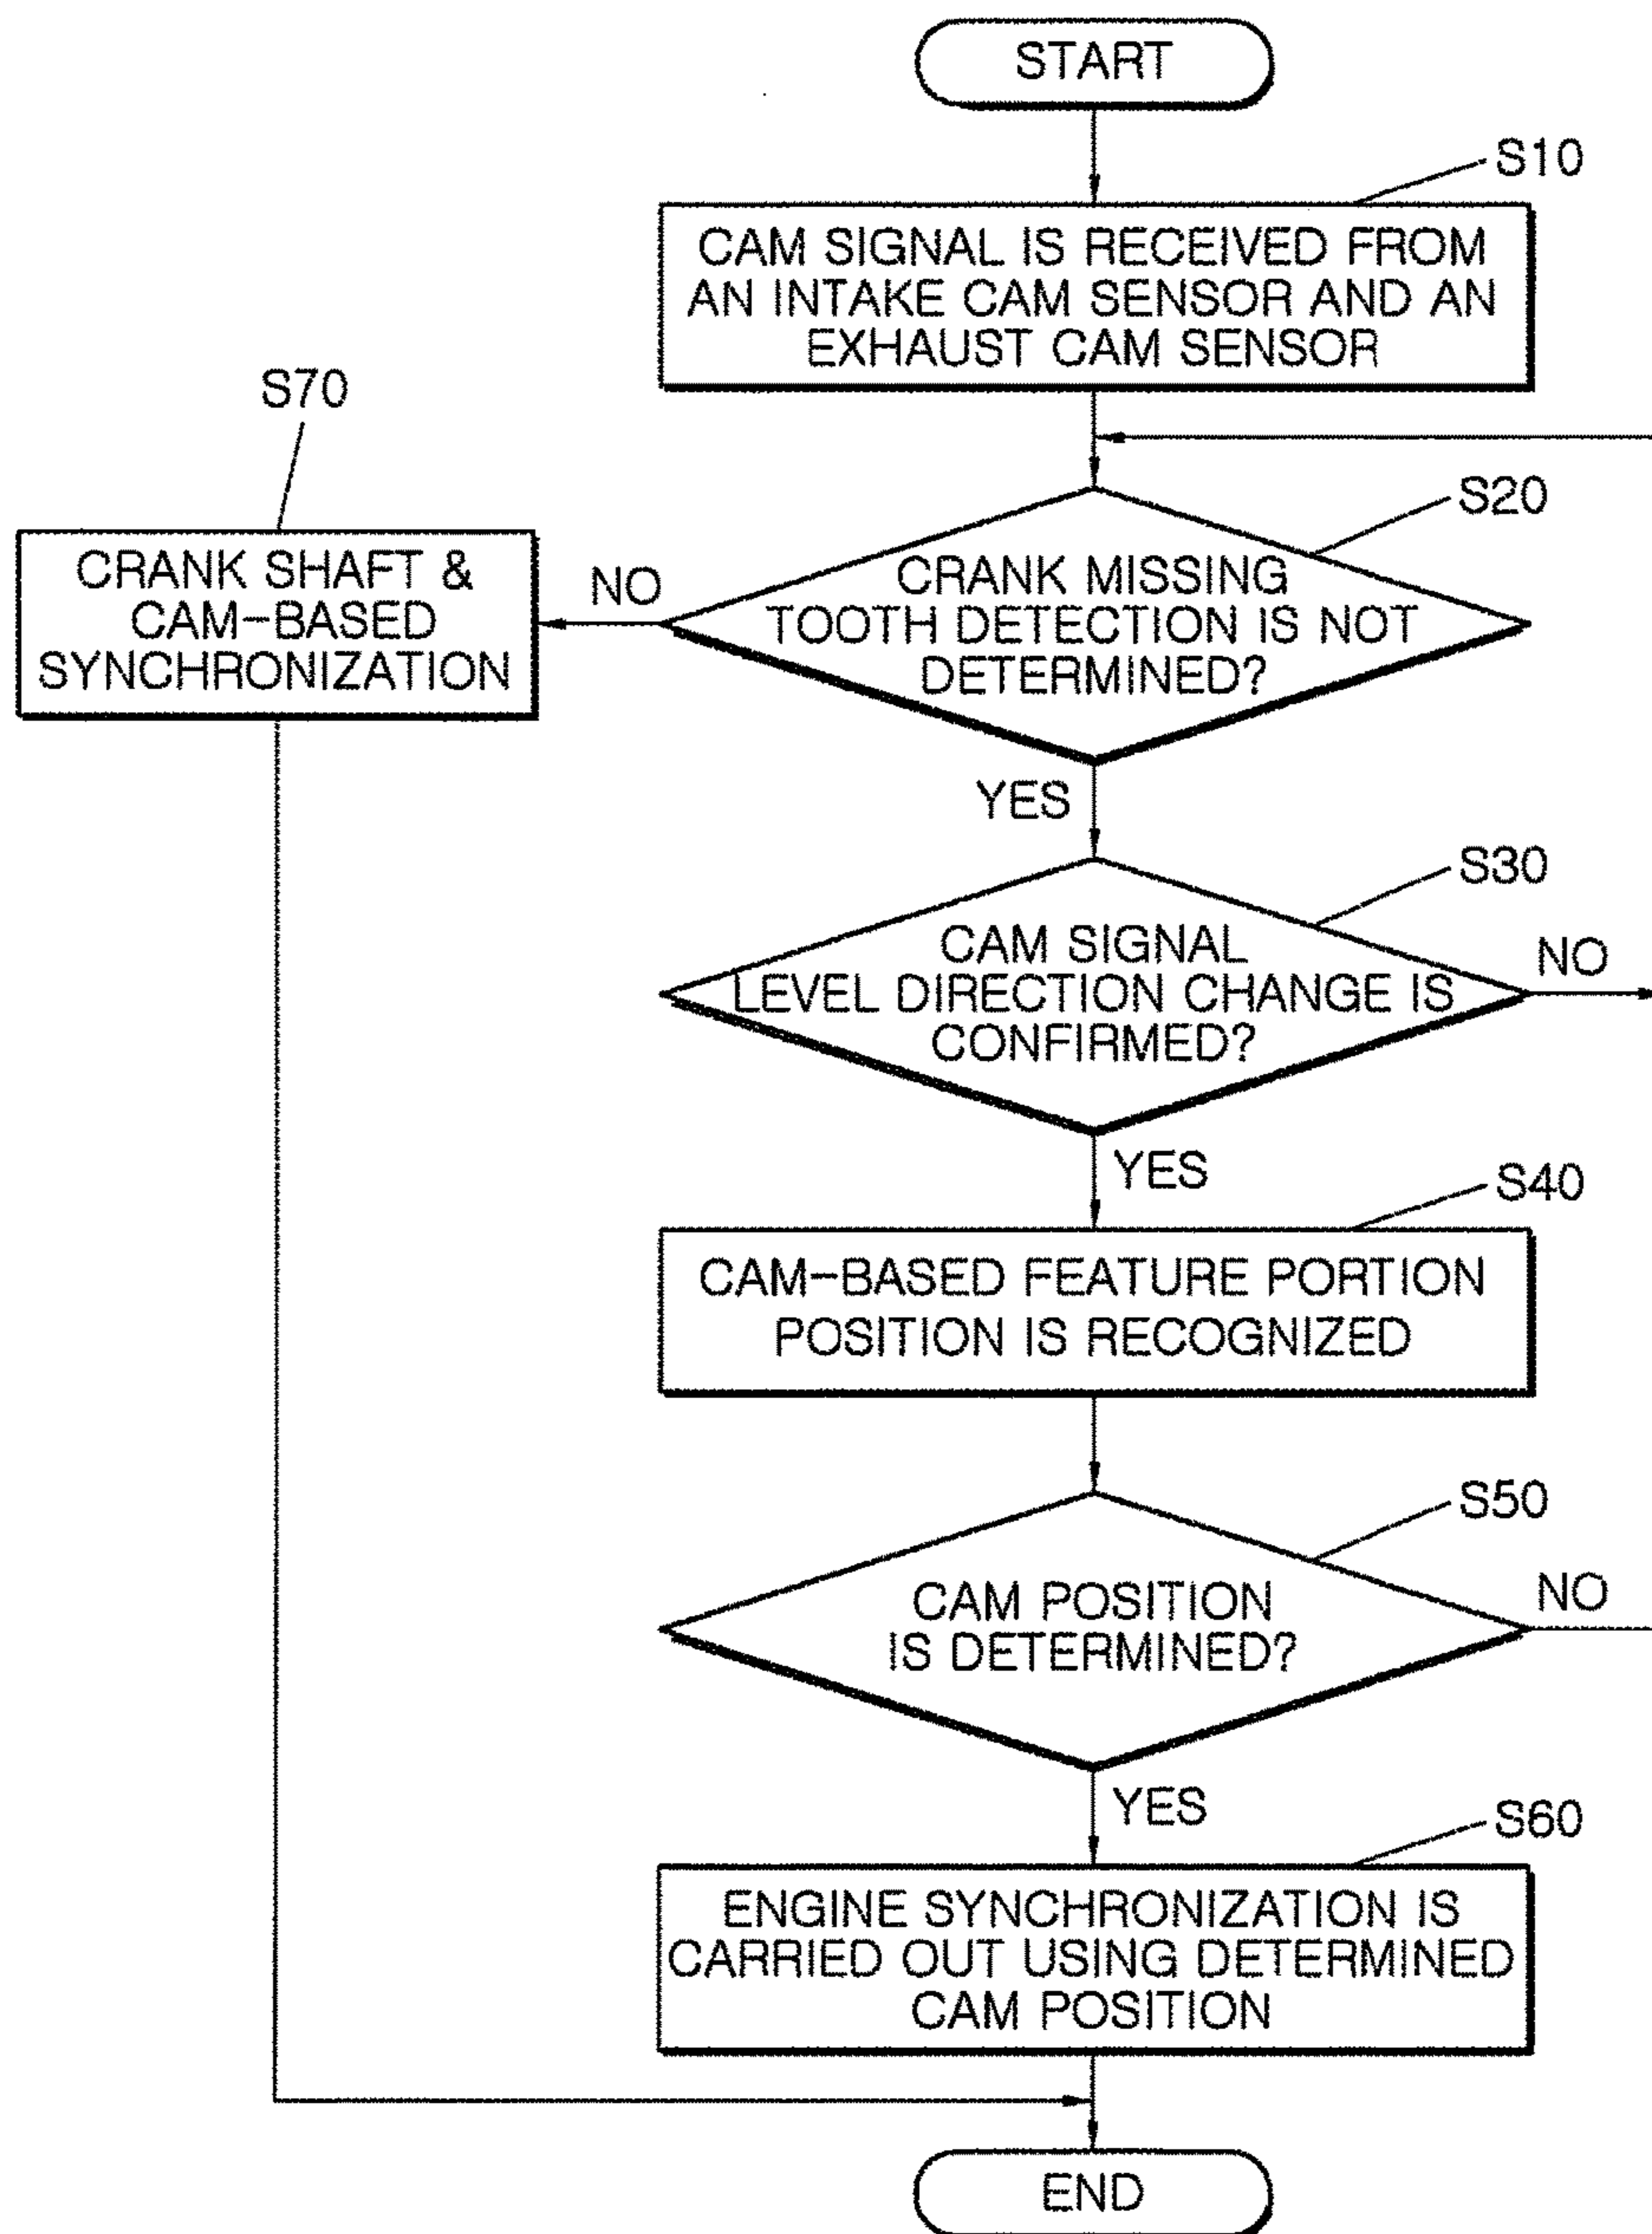 START
S10
CAM SIGNAL IS RECEIVED FROM
AN INTAKE CAM SENSOR AND AN
EXHAUST CAM SENSOR
S70
CRANK SHAFT &
CAM-BASED
SYNCHRONIZATION
NO
S20
CRANK MISSING
TOOTH DETECTION IS NOT
DETERMINED?
YES
S30
CAM SIGNAL
LEVEL DIRECTION CHANGE IS
CONFIRMED?
NO
YES
S40
CAM-BASED FEATURE PORTION
POSITION IS RECOGNIZED
S50
CAM POSITION
IS DETERMINED?
NO
YES
S60
ENGINE SYNCHRONIZATION IS
CARRIED OUT USING DETERMINED
CAM POSITION
END